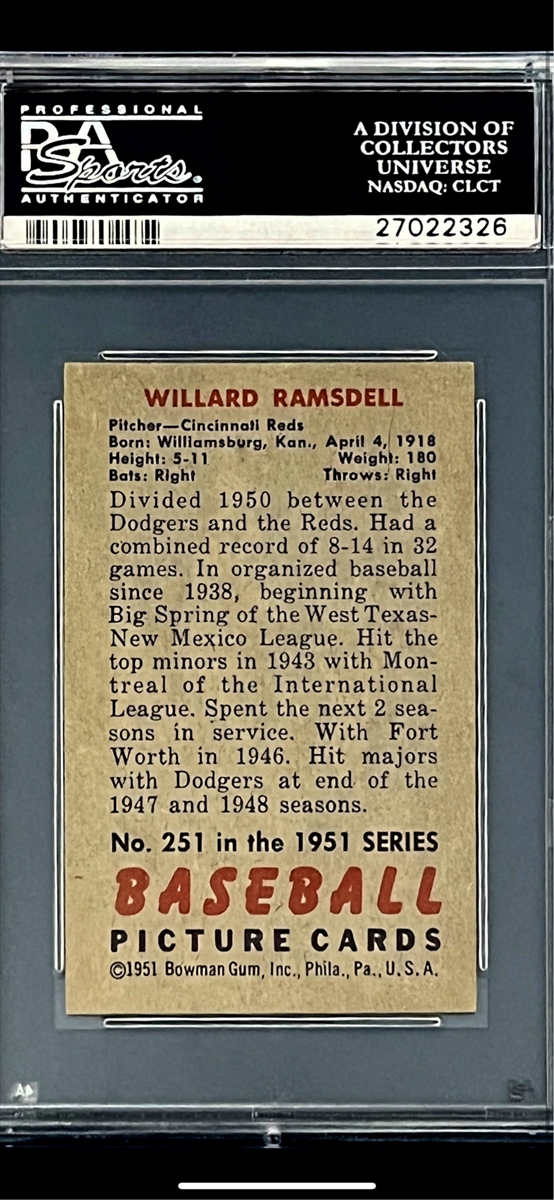 PROFESSIONAL
PSA
Sports.
AUTHENTICATOR
A DIVISION OF
COLLECTORS
UNIVERSE
NASDAQ: CLCT
27022326
WILLARD RAMSDELL
Pitcher—Cincinnati Reds
Born: Williamsburg, Kan., April 4, 1918
Height: 5-11 Weight: 180
Bats: Right Throws: Right
Divided 1950 between the
Dodgers and the Reds. Had a
combined record of 8-14 in 32
games. In organized baseball
since 1938, beginning with
Big Spring of the West Texas-
New Mexico League. Hit the
top minors in 1943 with Mon-
treal of the International
League. Spent the next 2 sea-
sons in service. With Fort
Worth in 1946. Hit majors
with Dodgers at end of the
1947 and 1948 seasons.
No. 251 in the 1951 SERIES
BASEBALL
PICTURE CARDS
©1951 Bowman Gum, Inc., Phila., Pa., U. S. A.